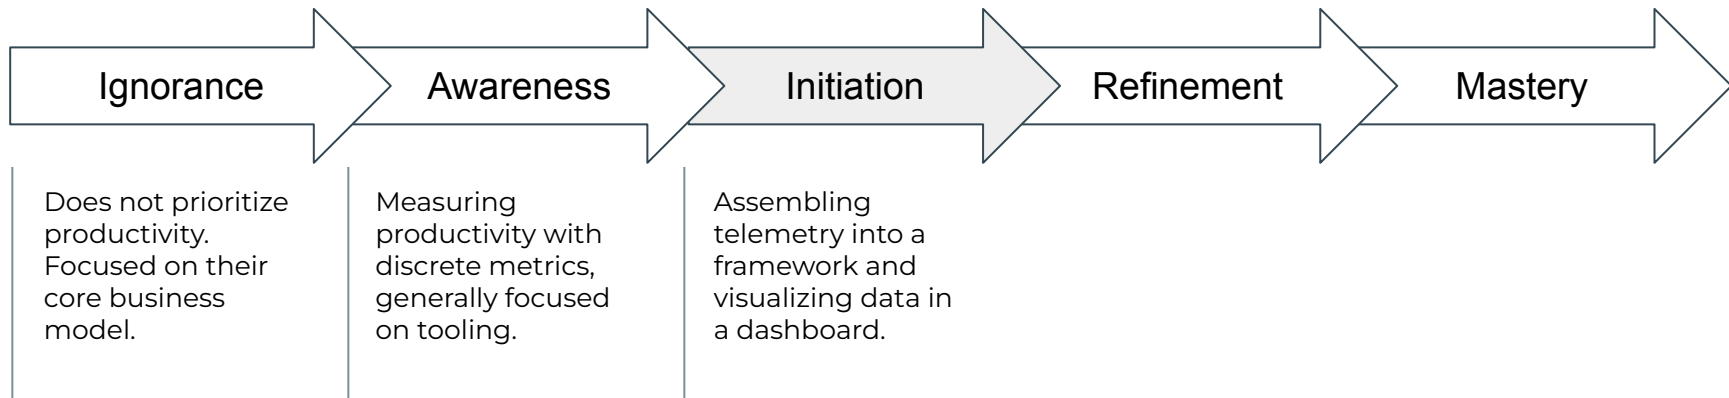 Ignorance
Awareness
Initiation
Refinement
Mastery
Does not prioritize
productivity.
Focused on their
core business
model.
Measuring
productivity with
discrete metrics,
generally focused
on tooling.
Assembling
telemetry into a
framework and
visualizing data in
a dashboard.